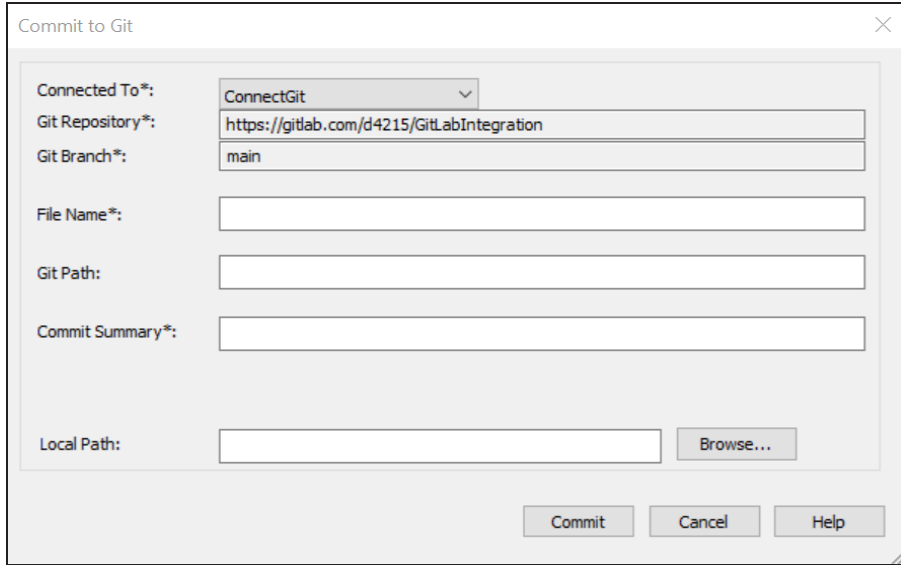 Commit to Git
Connected To*:
ConnectGit
Git Repository*:
https://gitlab.com/d4215/GitLabIntegration
Git Branch*:
main
File Name*:
Git Path:
Commit Summary*:
Local Path:
Browse...
Commit
Cancel
Help